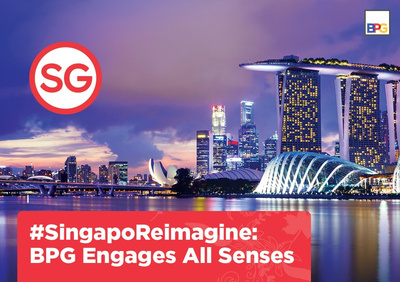 BPG
SG
#SingapoReimagine:
BPG Engages All Senses